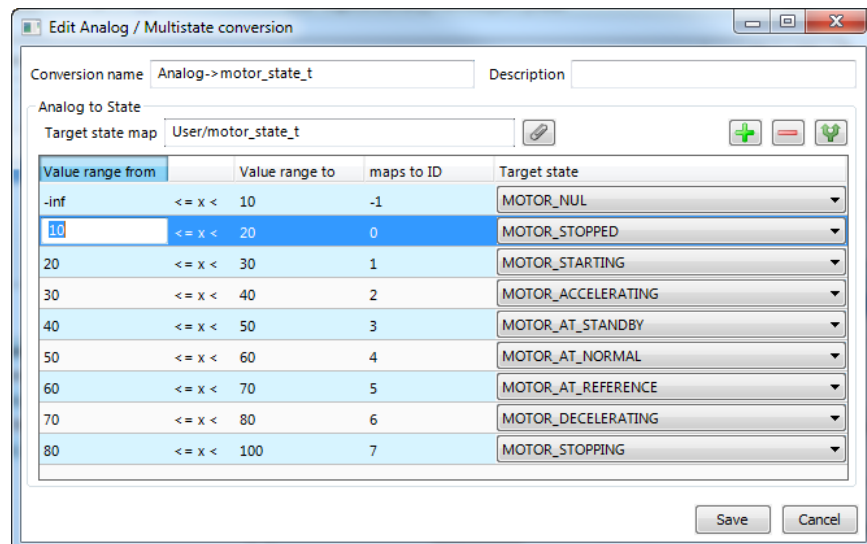 Edit Analog / Multistate conversion
Conversion name Analog->motor_state_t Description
Analog to State
Target state map User/motor_state_t
Value range from Value range to maps to ID Target state
-inf <= x < 10 -1 MOTOR_NUL
10 <= x < 20 0 MOTOR_STOPPED
20 <= x < 30 1 MOTOR_STARTING
30 <= x < 40 2 MOTOR_ACCELERATING
40 <= x < 50 3 MOTOR_AT_STANDBY
50 <= x < 60 4 MOTOR_AT_NORMAL
60 <= x < 70 5 MOTOR_AT_REFERENCE
70 <= x < 80 6 MOTOR_DECELERATING
80 <= x < 100 7 MOTOR_STOPPING
Save Cancel